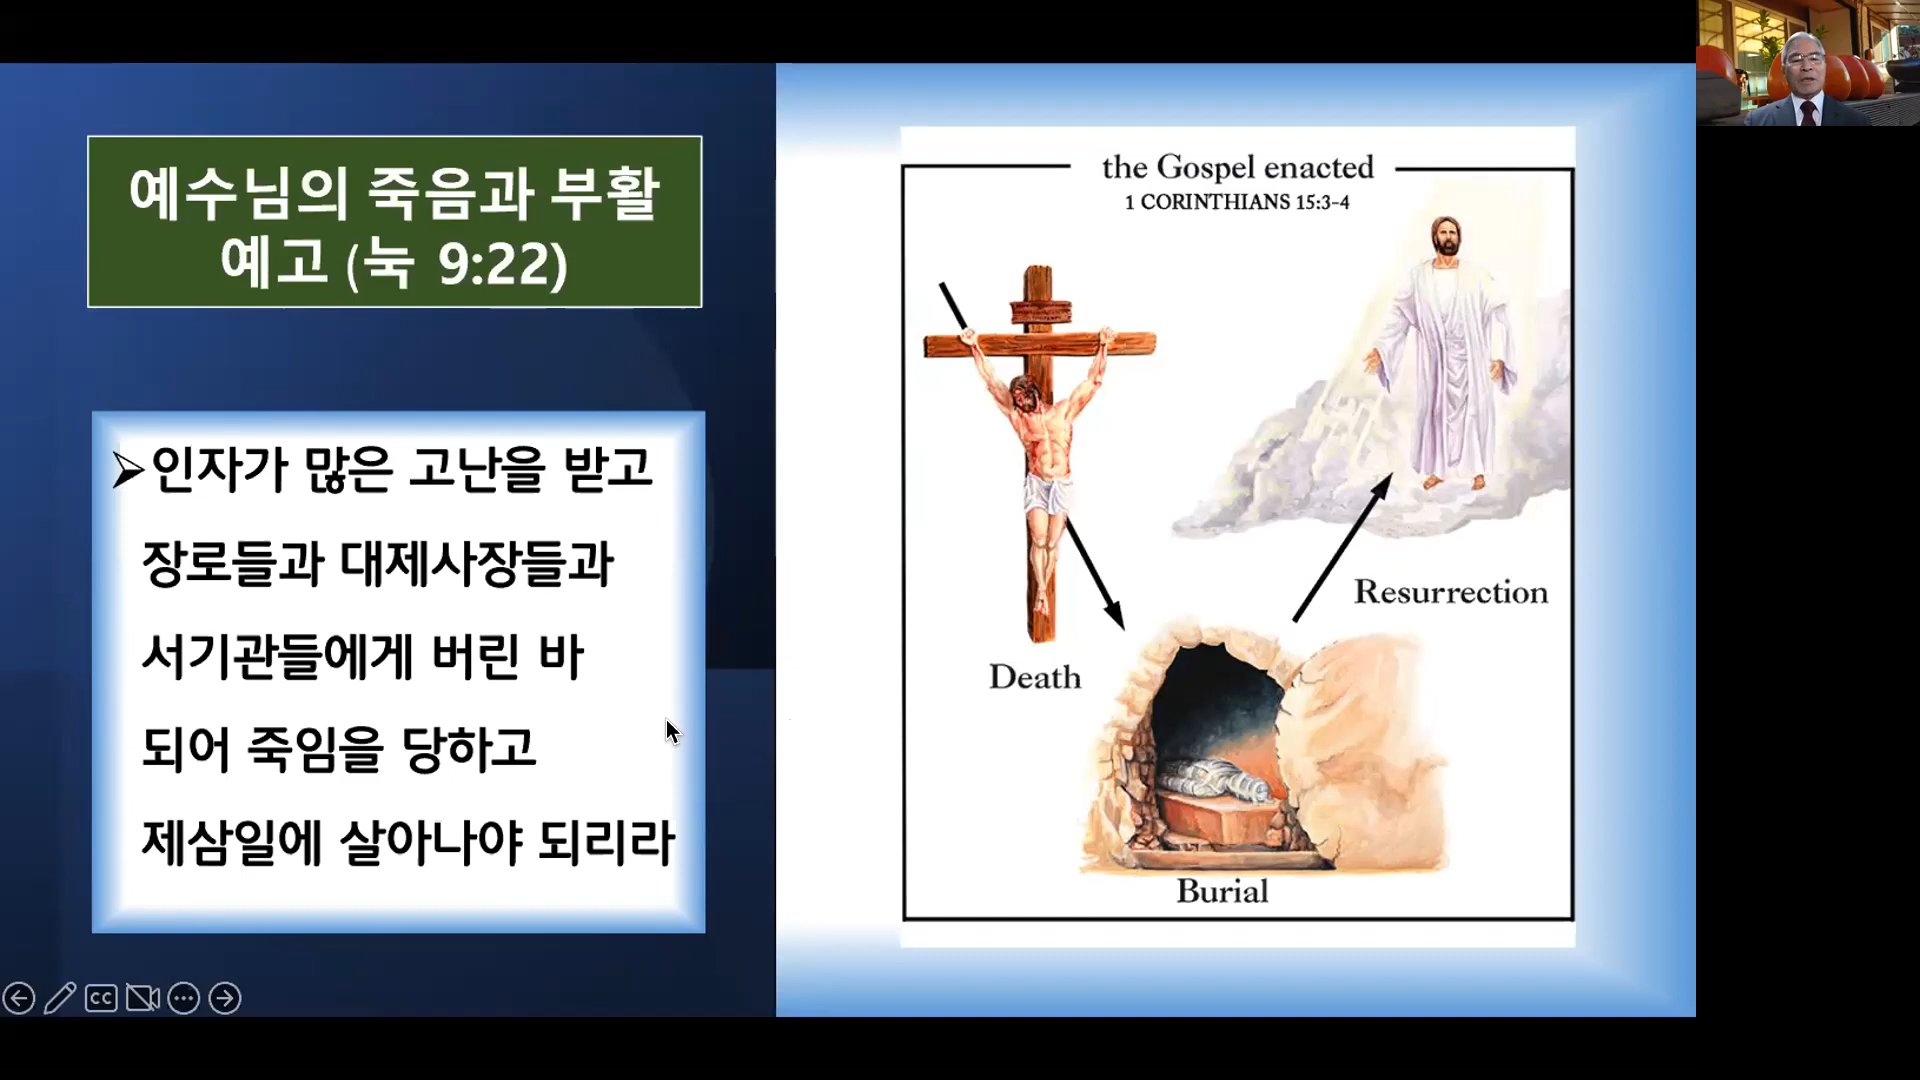 예수님의 죽음과 부활
예고 (눅 9:22)
➢인자가 많은 고난을 받고
장로들과 대제사장들과
서기관들에게 버린 바
되어 죽임을 당하고
제삼일에 살아나야 되리라
the Gospel enacted
1 CORINTHIANS 15:3-4
Death
Resurrection
Burial
CC